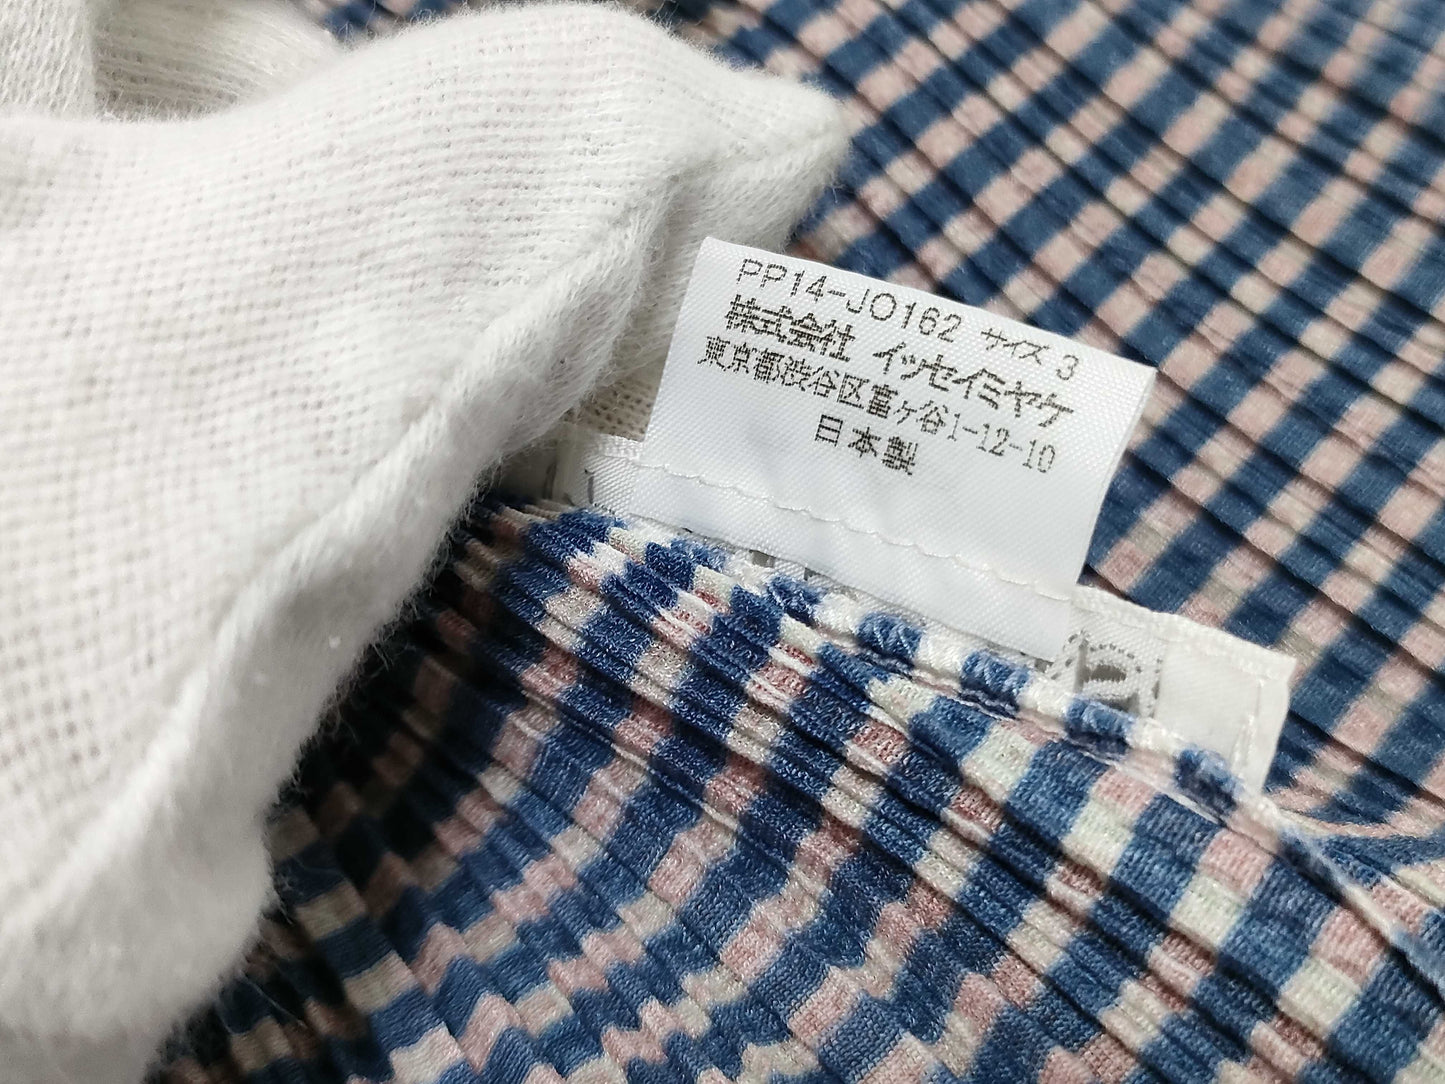 PP14-JO162 サイズ 3
株式会社 イッセイミヤケ
東京都渋谷区富ヶ谷1-12-10
日本製